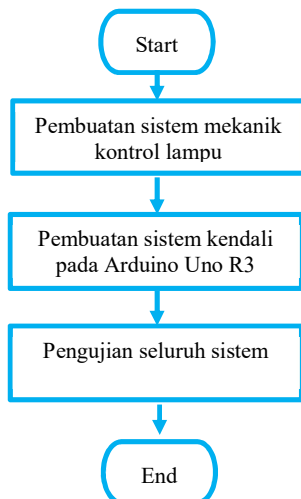 Start
Pembuatan sistem mekanik
kontrol lampu
Pembuatan sistem kendali
pada Arduino Uno R3
Pengujian seluruh sistem
End